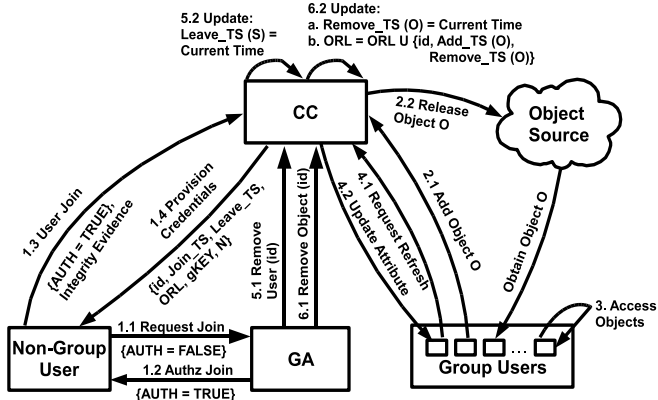 5.2 Update:
Leave_TS (S) =
Current Time
6.2 Update:
a. Remove_TS (O) = Current Time
b. ORL = ORL U {id, Add_TS (O),
Remove_TS (O)}
CC
2.2 Release
Object O
Object
Source
1.3 User Join
{AUTH = TRUE},
Integrity Evidence
1.4 Provision
Credentials
{id, Join_TS, Leave_TS,
ORL, gKEY, N}
5.1 Remove
User (id)
6.1 Remove Object (id)
4.2 Update
Attribute
4.1 Request Refresh
2.1 Add Object O
Obtain Object O
3. Access
Objects
Non-Group
User
1.1 Request Join
{AUTH = FALSE}
1.2 Authz Join
{AUTH = TRUE}
GA
...
Group Users